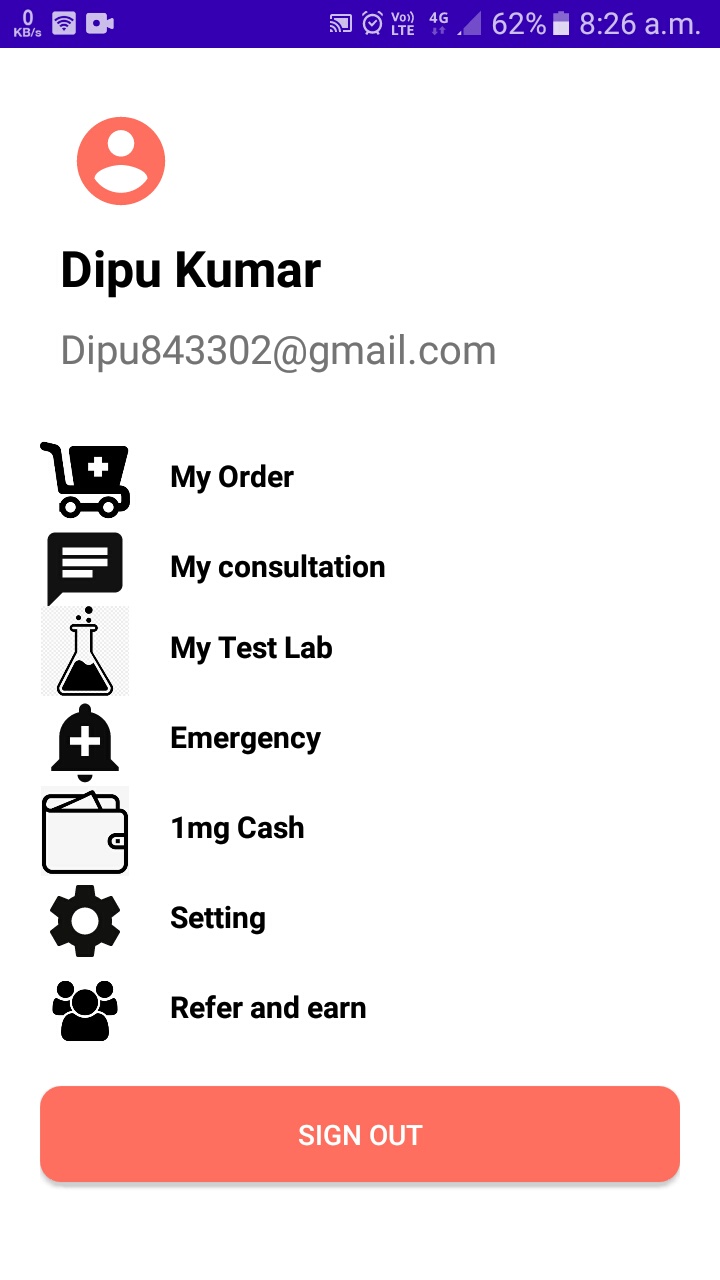 0 KB/s Vo) LTE 4G 62% 8:26 a.m.
Dipu Kumar
Dipu843302@gmail.com
My Order
My consultation
My Test Lab
Emergency
1mg Cash
Setting
Refer and earn
SIGN OUT